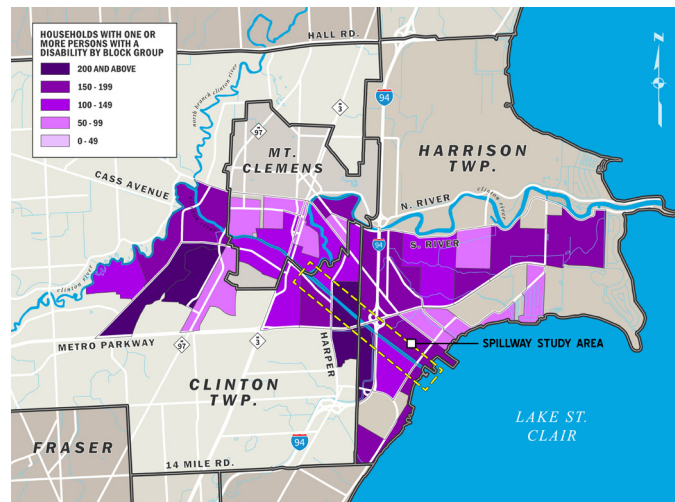 HOUSEHOLDS WITH ONE OR
MORE PERSONS WITH A
DISABILITY BY BLOCK GROUP
200 AND ABOVE
150 - 199
100 - 149
50 - 99
0 - 49
HALL RD.
north branch clinton river
94
3
N
97
MT.
CLEMENS
HARRISON
TWP.
CASS AVENUE
N. RIVER
clinton river
S. RIVER
94
clinton river
METRO PARKWAY
97
3
HARPER
SPILLWAY STUDY AREA
CLINTON
TWP.
LAKE ST.
CLAIR
FRASER
94
14 MILE RD.